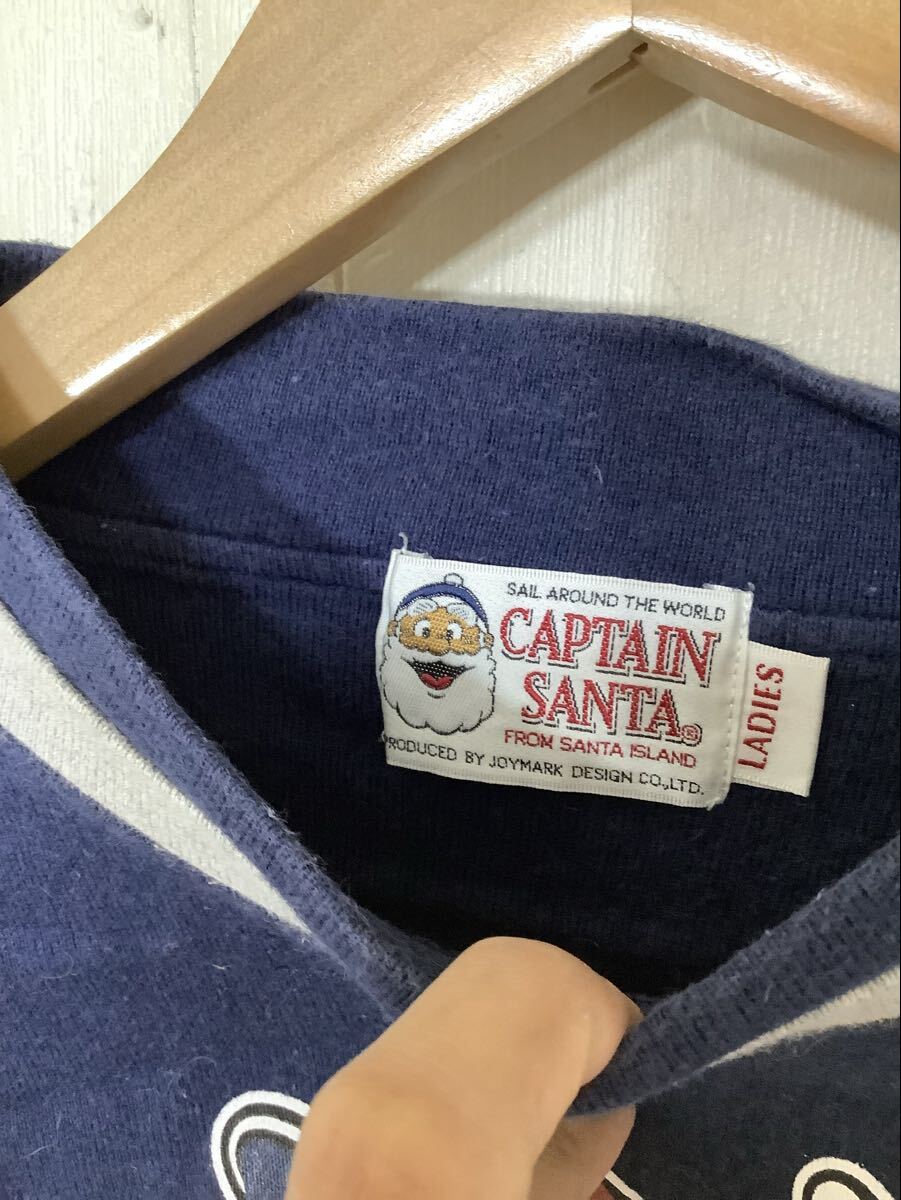 SAIL AROUND THE WORLD
CAPTAIN
SANTA®
FROM SANTA ISLAND
PRODUCED BY JOYMARK DESIGN CO.,LTD.
LADIES